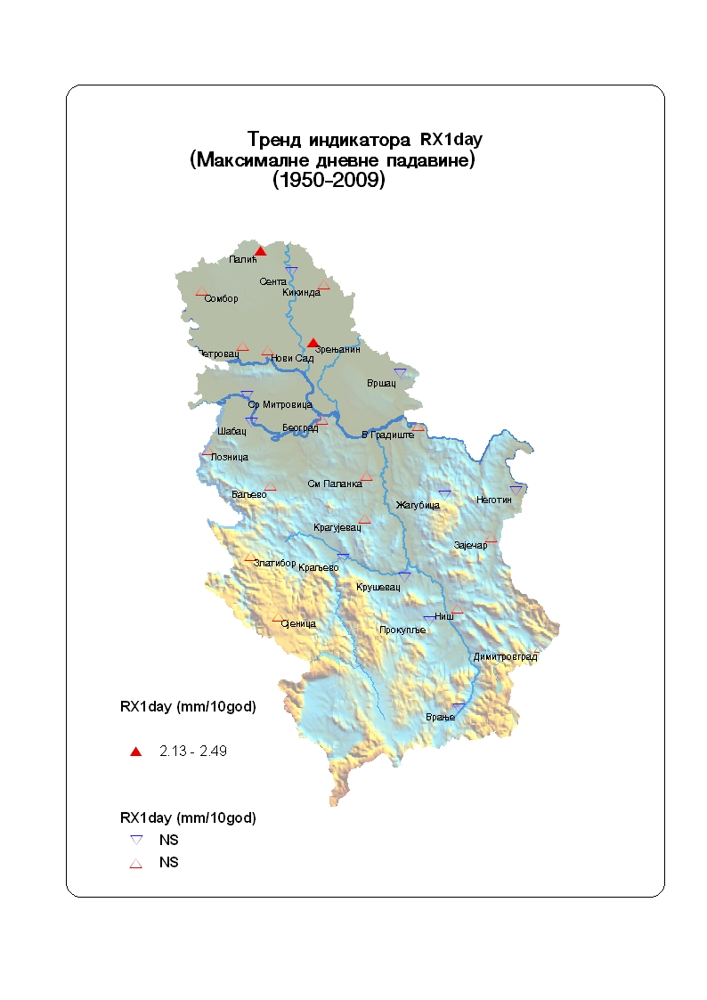 Тренд индикатора RX1day
(Максималне дневне падавине)
(1950-2009)
Палић
Сента
Кикинда
Сомбор
Петровац
Нови Сад
Зрењанин
Вршац
Ср Митровица
Шабац
Београд
В Градиште
Лозница
Ваљево
См Паланка
Жагубица
Неготин
Крагујевац
Зајечар
Златибор
Краљево
Крушевац
Ниш
Сјеница
Прокупље
Димитровград
Врање
RX1day (mm/10god)
2.13 - 2.49
RX1day (mm/10god)
NS
NS